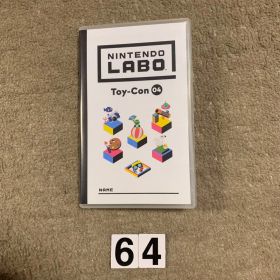 NINTENDO
LABO
Toy-Con 04
NAME
64